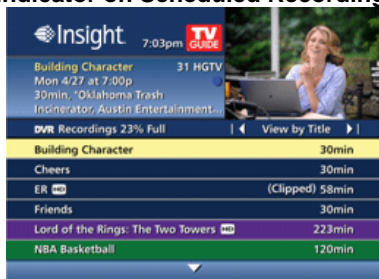 ndicator on Scheduled Recording
Insight 7:03pm TV GUIDE
Building Character 31 HGTV
Mon 4/27 at 7:00p
30min, "Oklahoma Trash
Incinerator, Austin Entertainment...
DVR Recordings 23% Full View by Title
Building Character 30min
Cheers 30min
ER HD (Clipped) 58min
Friends 30min
Lord of the Rings: The Two Towers HD 223min
NBA Basketball 120min